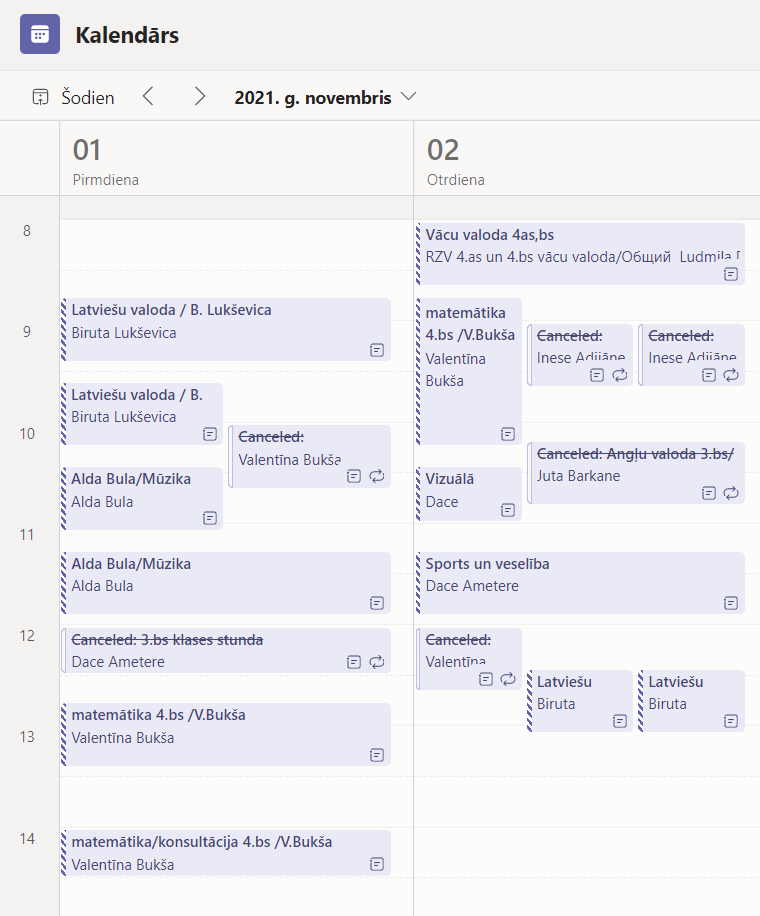 Kalendārs
Šodien
2021. g. novembris
01
Pirmdiena
02
Otrdiena
8
9
10
11
12
13
14
Latviešu valoda / B. Lukševica
Biruta Lukševica
Latviešu valoda / B.
Biruta Lukševica
Canceled:
Valentīna Bukša
Alda Bula/Mūzika
Alda Bula
Alda Bula/Mūzika
Alda Bula
Canceled: 3.bs klases stunda
Dace Ametere
matemātika 4.bs /V.Bukša
Valentīna Bukša
matemātika/konsultācija 4.bs /V.Bukša
Valentīna Bukša
Vācu valoda 4as,bs
RZV 4.as un 4.bs vācu valoda/Общий Ludmila
matemātika
4.bs /V.Bukša
Valentīna
Bukša
Canceled:
Inese Adijāne
Canceled:
Inese Adijāne
Canceled: Angļu valoda 3.bs/
Juta Barkane
Vizuālā
Dace
Sports un veselība
Dace Ametere
Canceled:
Valentīna
Latviešu
Biruta
Latviešu
Biruta